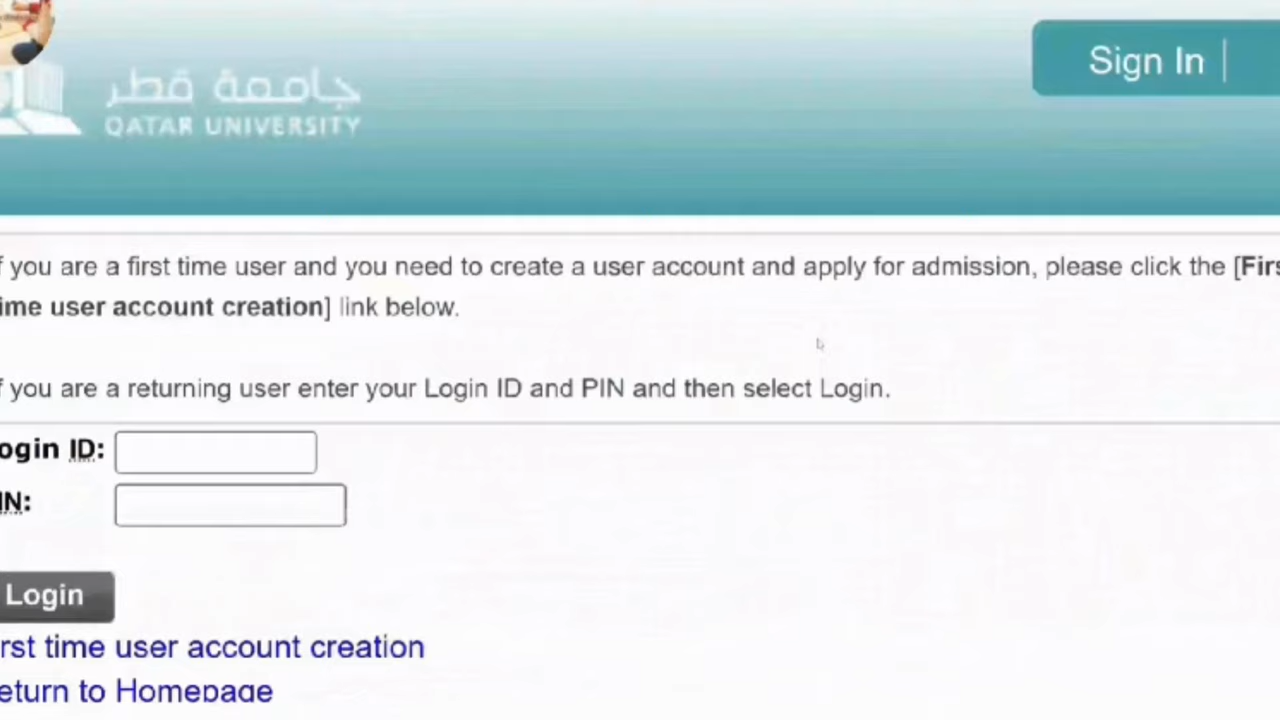 Sign In
جامعة قطر
QATAR UNIVERSITY
f you are a first time user and you need to create a user account and apply for admission, please click the [Firs
ime user account creation] link below.
f you are a returning user enter your Login ID and PIN and then select Login.
ogin ID:
IN:
Login
rst time user account creation
eturn to Homepage